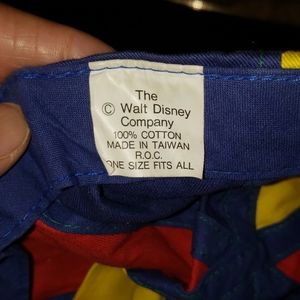 The
© Walt Disney
Company
100% COTTON
MADE IN TAIWAN
R.O.C.
ONE SIZE FITS ALL